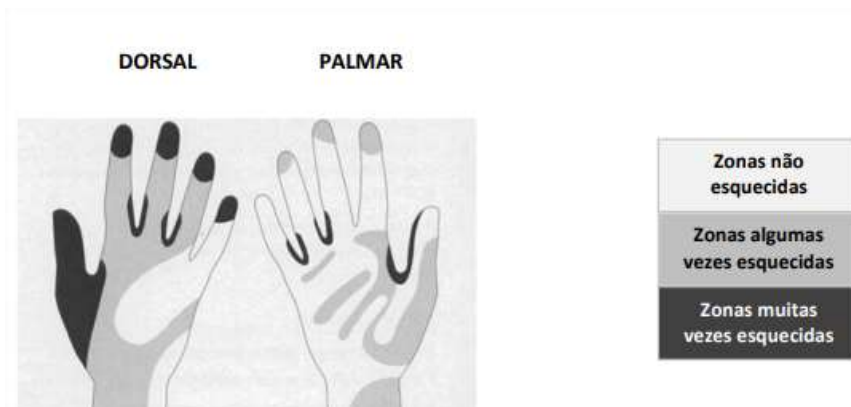 DORSAL PALMAR
Zonas não
esquecidas
Zonas algumas
vezes esquecidas
Zonas muitas
vezes esquecidas